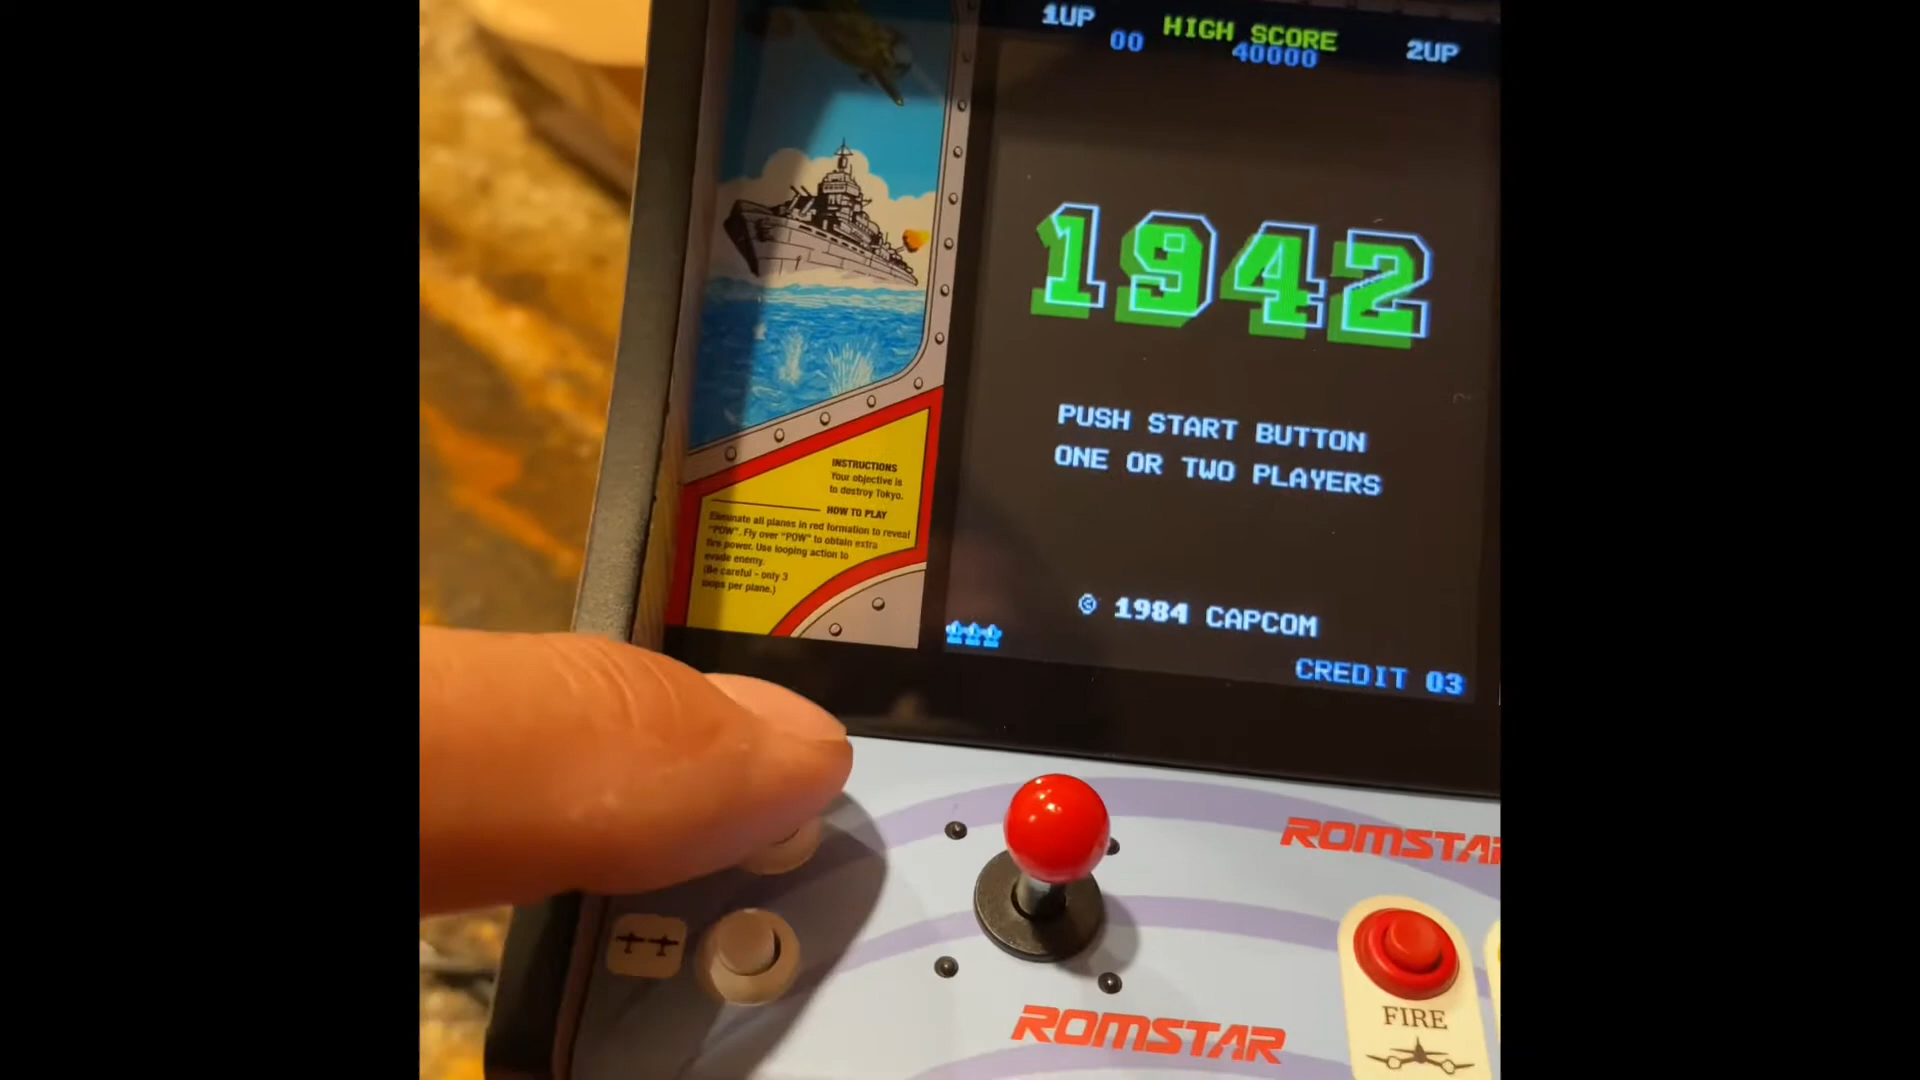 1UP HIGH SCORE 2UP
00 40000
1942
PUSH START BUTTON
ONE OR TWO PLAYERS
© 1984 CAPCOM
CREDIT 03
INSTRUCTIONS
Your objective is
to destroy Tokyo.
HOW TO PLAY
Eliminate all planes in red formation to reveal
"POW". Fly over "POW" to obtain extra
fire power. Use looping action to
evade enemy.
(Be careful - only 3
loops per plane.)
ROMSTAR
ROMSTAR
FIRE